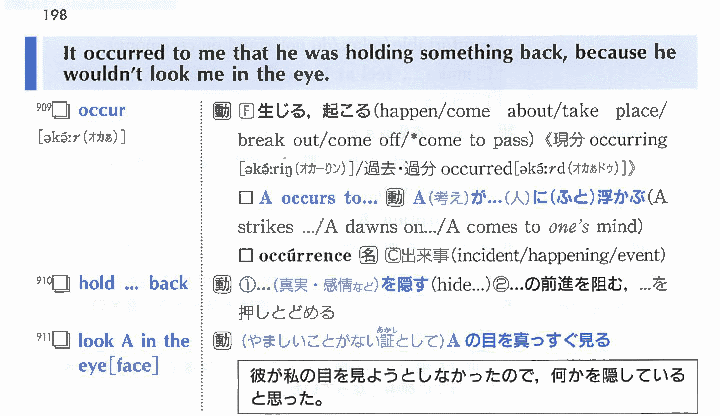 198
It occurred to me that he was holding something back, because he
wouldn't look me in the eye.
909 □ occur
[əkə́ːr (オカぁ)]
動 F 生じる，起こる(happen/come about/take place/
break out/come off/*come to pass)《現分 occurring
[əkə́ːriŋ (オカーりン)]/過去・過分 occurred[əkə́ːrd (オカぁドゥ)]》
□ A occurs to... 動 A(考え)が…(人)に(ふと)浮かぶ(A
strikes .../A dawns on.../A comes to one's mind)
□ occúrrence 名 C出来事(incident/happening/event)
910 □ hold ... back
動 ①…(真実・感情など)を隠す(hide...)②…の前進を阻む，…を
押しとどめる
911 □ look A in the
eye[face]
動 (やましいことがない証として)A の目を真っすぐ見る
あかし
彼が私の目を見ようとしなかったので，何かを隠している
と思った。